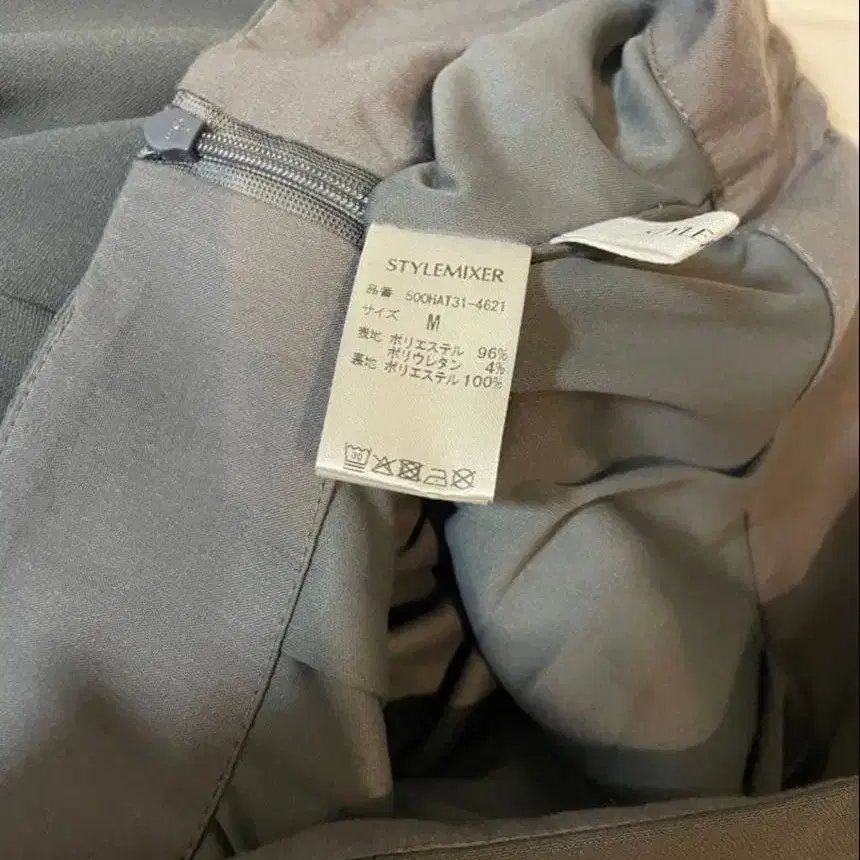 STYLEMIXER
品番 500HAT31-4621
サイズ M
表地 ポリエステル 96%
ポリウレタン 4%
裏地 ポリエステル 100%
30